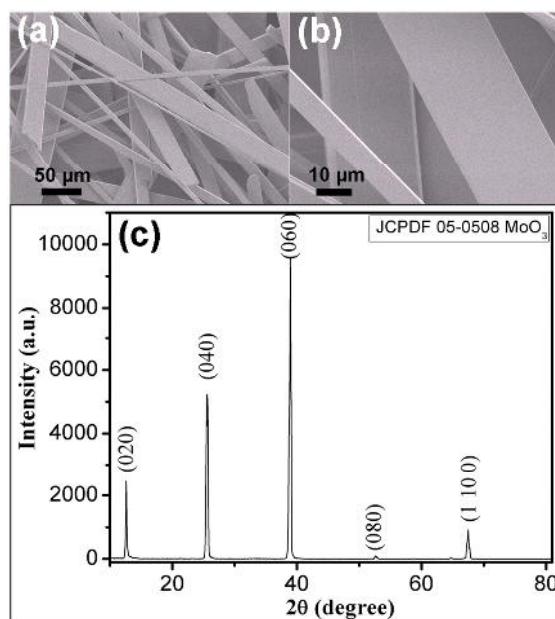 (a)
(b)
50 µm
10 µm
(c)
JCPDF 05-0508 MoO3
(020)
(040)
(060)
(080)
(1 10 0)
Intensity (a.u.)
10000
8000
6000
4000
2000
0
20
40
60
80
2θ (degree)